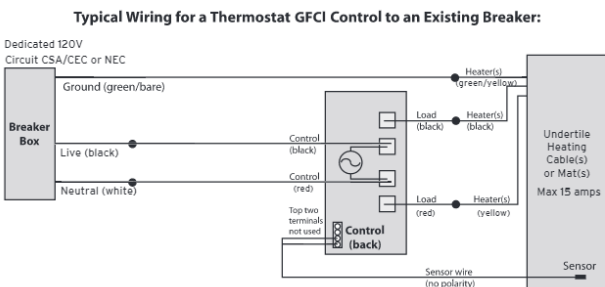 Typical Wiring for a Thermostat GFCI Control to an Existing Breaker:
Dedicated 120V
Circuit CSA/CEC or NEC
Ground (green/bare)
Heater(s)
(green/yellow)
Breaker
Box
Live (black)
Neutral (white)
Control
(black)
Control
(red)
Load
(black)
Heater(s)
(black)
Load
(red)
Heater(s)
(yellow)
Undertile
Heating
Cable(s)
or Mat(s)
Max 15 amps
Top two
terminals
not used
Control
(back)
Sensor wire
(no polarity)
Sensor